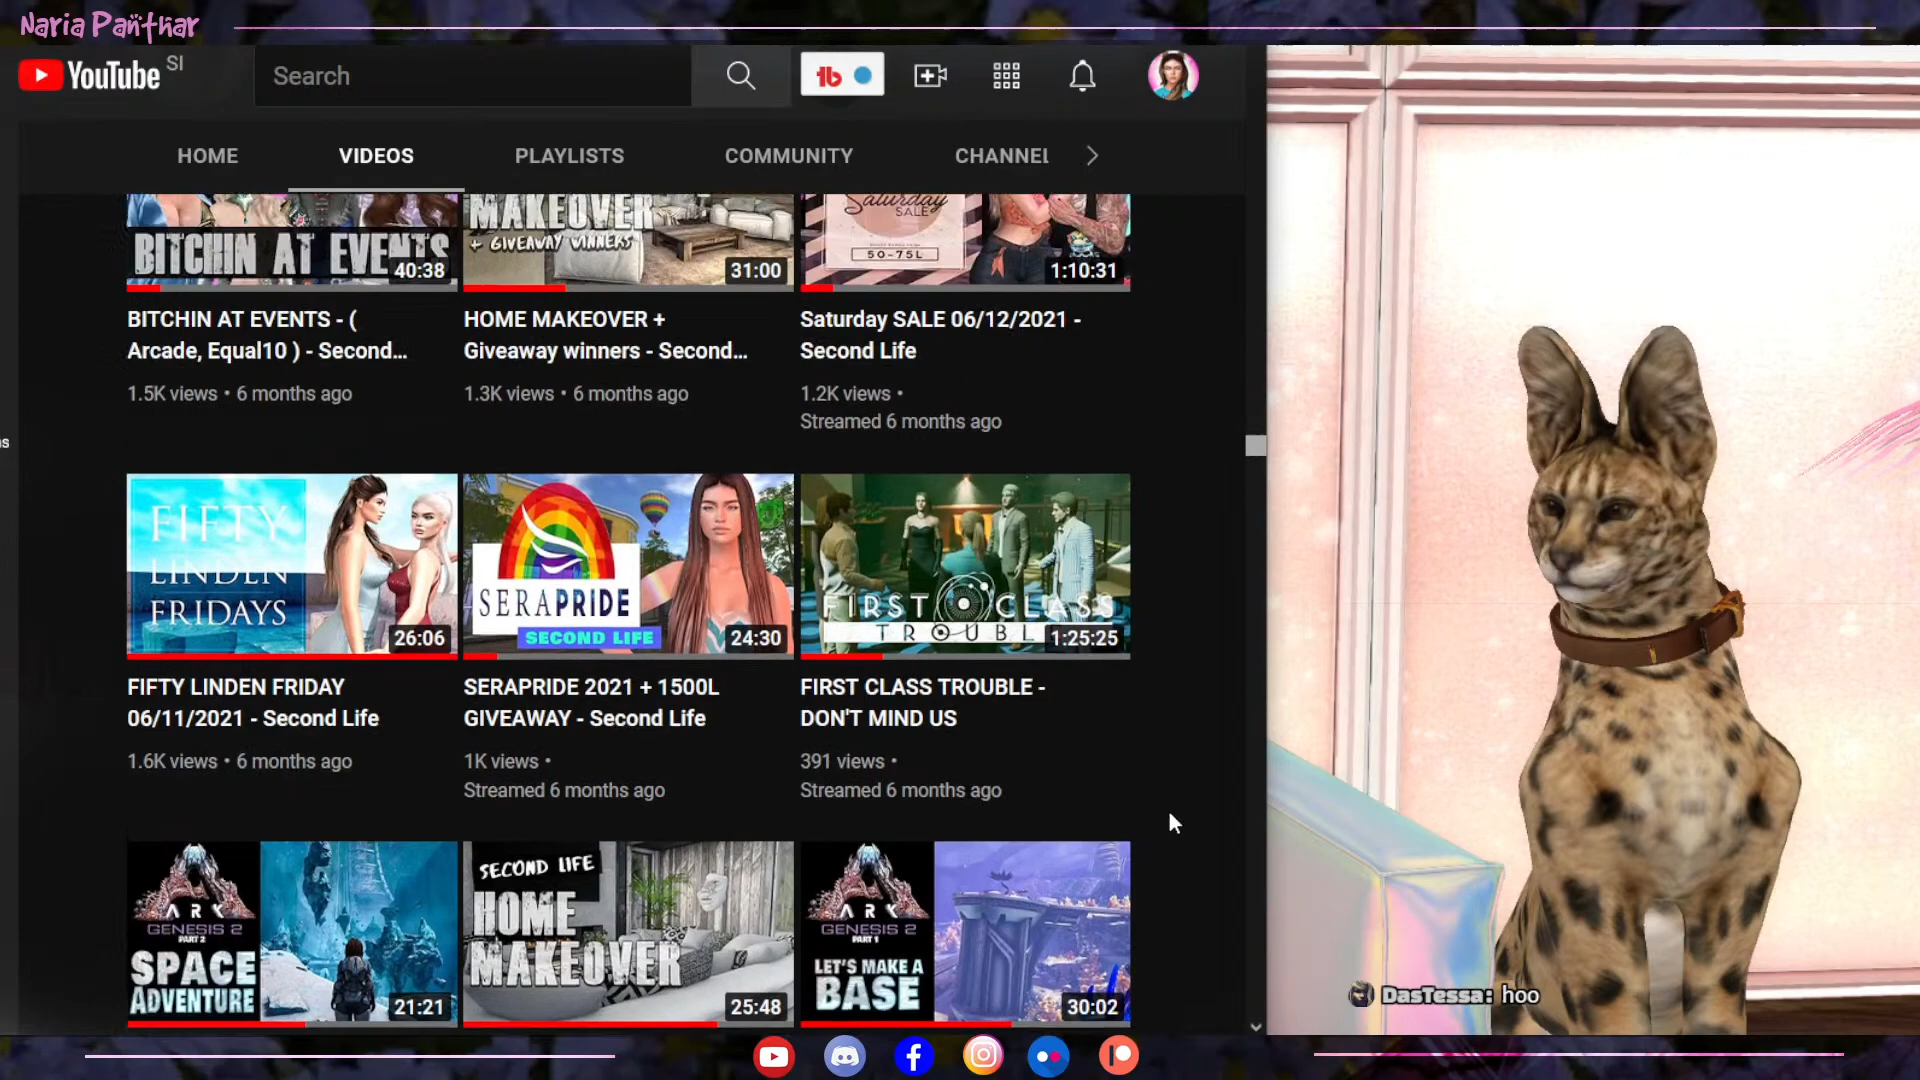 Naria Panthar
YouTube SI
Search
tb
HOME
VIDEOS
PLAYLISTS
COMMUNITY
CHANNEL
BITCHIN AT EVENTS
40:38
MAKEOVER
+ GIVEAWAY WINNERS
31:00
Saturday
SALE
50-75L
1:10:31
BITCHIN AT EVENTS - (
Arcade, Equal10 ) - Second...
1.5K views • 6 months ago
HOME MAKEOVER +
Giveaway winners - Second...
1.3K views • 6 months ago
Saturday SALE 06/12/2021 -
Second Life
1.2K views •
Streamed 6 months ago
FIFTY
LINDEN
FRIDAYS
26:06
SERAPRIDE
SECOND LIFE
24:30
FIRST CLASS
TROUBL
1:25:25
FIFTY LINDEN FRIDAY
06/11/2021 - Second Life
1.6K views • 6 months ago
SERAPRIDE 2021 + 1500L
GIVEAWAY - Second Life
1K views •
Streamed 6 months ago
FIRST CLASS TROUBLE -
DON'T MIND US
391 views •
Streamed 6 months ago
ARK
GENESIS 2
PART 2
SPACE
ADVENTURE
21:21
SECOND LIFE
HOME
MAKEOVER
25:48
ARK
GENESIS 2
PART 1
LET'S MAKE A
BASE
30:02
DasTessa: hoo